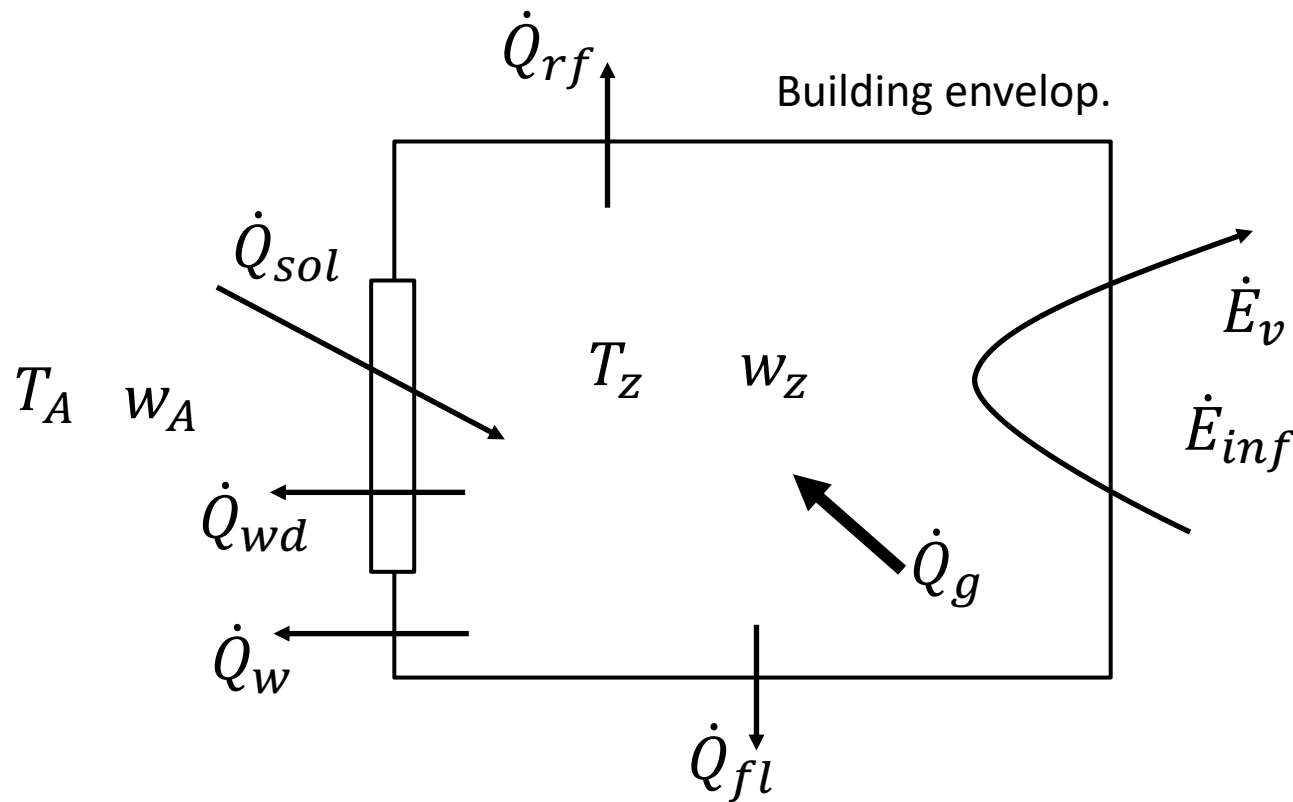 Q̇_rf
Building envelop.
Q̇_sol
Ė_v
T_z w_z
T_A w_A
Ė_inf
Q̇_wd
Q̇_g
Q̇_w
Q̇_fl